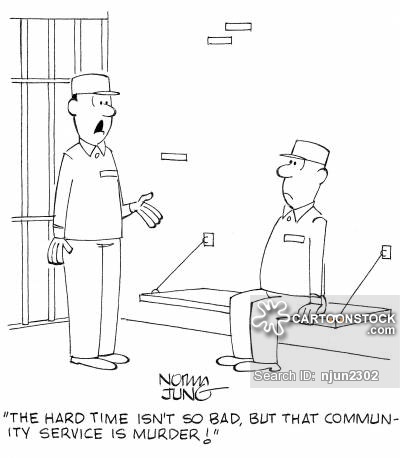 CARTOONSTOCK
.com
Search ID: njun2302
NORMA
JUNG
"THE HARD TIME ISN'T SO BAD, BUT THAT COMMUN-
ITY SERVICE IS MURDER!"